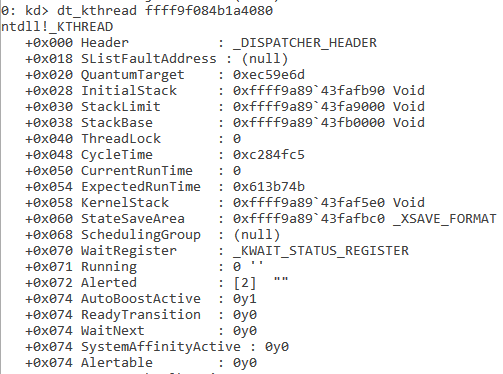 0: kd> dt_kthread ffff9f084b1a4080
ntdll!_KTHREAD
   +0x000 Header           : _DISPATCHER_HEADER
   +0x018 SListFaultAddress : (null)
   +0x020 QuantumTarget    : 0xec59e6d
   +0x028 InitialStack     : 0xffff9a89`43fafb90 Void
   +0x030 StackLimit       : 0xffff9a89`43fa9000 Void
   +0x038 StackBase        : 0xffff9a89`43fb0000 Void
   +0x040 ThreadLock       : 0
   +0x048 CycleTime        : 0xc284fc5
   +0x050 CurrentRunTime   : 0
   +0x054 ExpectedRunTime  : 0x613b74b
   +0x058 KernelStack      : 0xffff9a89`43faf5e0 Void
   +0x060 StateSaveArea    : 0xffff9a89`43fafbc0 _XSAVE_FORMAT
   +0x068 SchedulingGroup  : (null)
   +0x070 WaitRegister     : _KWAIT_STATUS_REGISTER
   +0x071 Running          : 0 ''
   +0x072 Alerted          : [2]  ""
   +0x074 AutoBoostActive  : 0y1
   +0x074 ReadyTransition  : 0y0
   +0x074 WaitNext         : 0y0
   +0x074 SystemAffinityActive : 0y0
   +0x074 Alertable        : 0y0